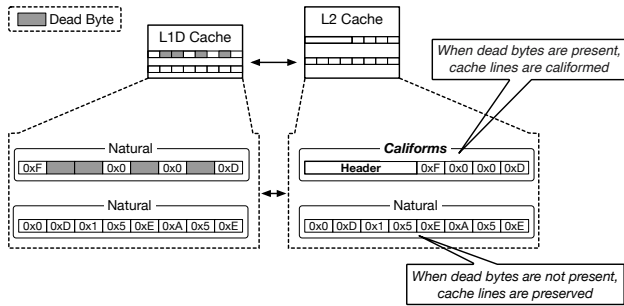 Dead Byte
L1D Cache
L2 Cache
When dead bytes are present,
cache lines are califormed
Natural
0xF 0x0 0x0 0xD
Califorms
Header 0xF 0x0 0x0 0xD
Natural
0x0 0xD 0x1 0x5 0xE 0xA 0x5 0xE
Natural
0x0 0xD 0x1 0x5 0xE 0xA 0x5 0xE
When dead bytes are not present,
cache lines are preserved